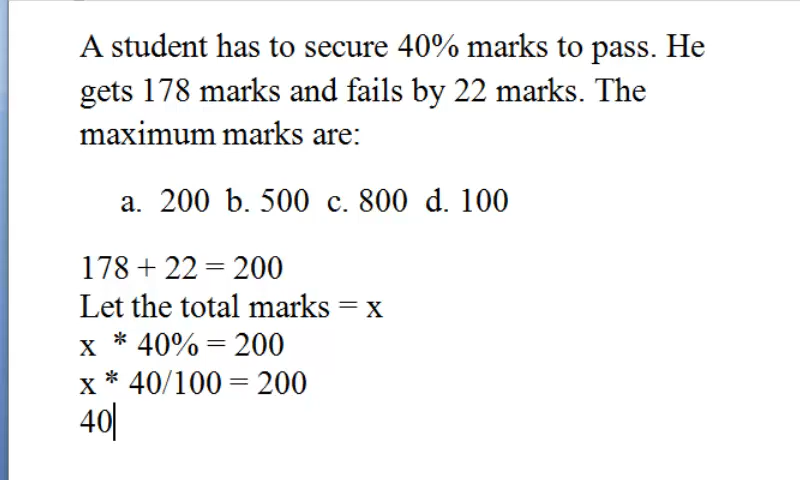 A student has to secure 40% marks to pass. He
gets 178 marks and fails by 22 marks. The
maximum marks are:
a. 200 b. 500 c. 800 d. 100
178 + 22 = 200
Let the total marks = x
x * 40% = 200
x * 40/100 = 200
40